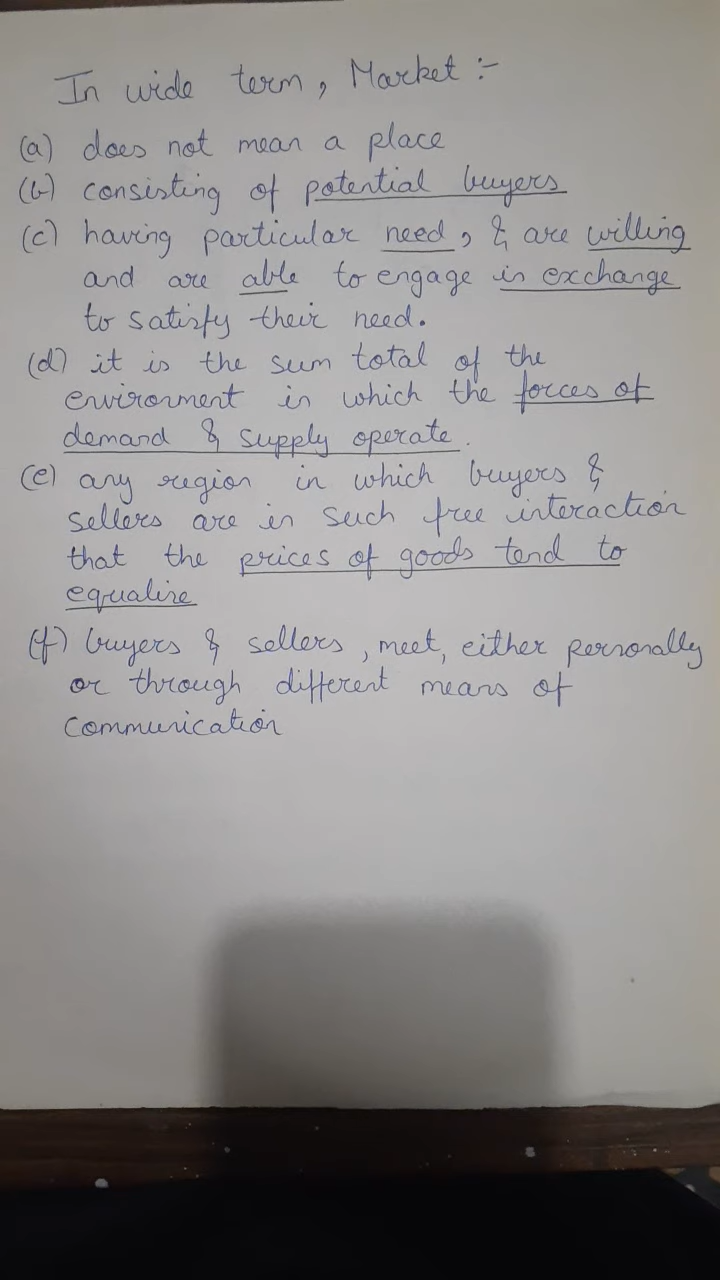 In wide term, Market :-
(a) does not mean a place
(b) consisting of potential buyers
(c) having particular need, & are willing
and are able to engage in exchange
to satisfy their need.
(d) it is the sum total of the
environment in which the forces of
demand & supply operate.
(e) any region in which buyers &
sellers are in such free interaction
that the prices of goods tend to
equalize
(f) buyers & sellers, meet, either personally
or through different means of
communication